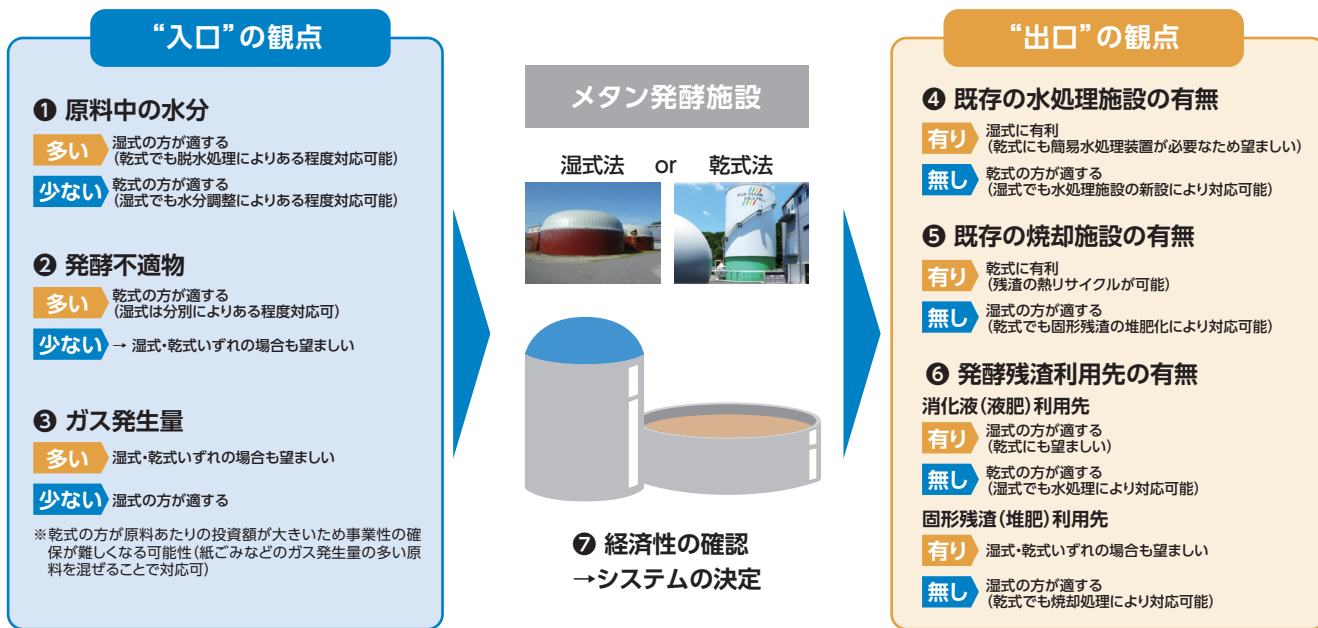 “入口”の観点
❶ 原料中の水分
多い
湿式の方が適する
(乾式でも脱水処理によりある程度対応可能)
少ない
乾式の方が適する
(湿式でも水分調整によりある程度対応可能)
❷ 発酵不適物
多い
乾式の方が適する
(湿式は分別によりある程度対応可)
少ない
→ 湿式・乾式いずれの場合も望ましい
❸ ガス発生量
多い
湿式・乾式いずれの場合も望ましい
少ない
湿式の方が適する
※乾式の方が原料あたりの投資額が大きいため事業性の確
保が難しくなる可能性(紙ごみなどのガス発生量の多い原
料を混ぜることで対応可)
メタン発酵施設
湿式法 or 乾式法
❼ 経済性の確認
→システムの決定
“出口”の観点
❹ 既存の水処理施設の有無
有り
湿式に有利
(乾式にも簡易水処理装置が必要なため望ましい)
無し
乾式の方が適する
(湿式でも水処理施設の新設により対応可能)
❺ 既存の焼却施設の有無
有り
乾式に有利
(残渣の熱リサイクルが可能)
無し
湿式の方が適する
(乾式でも固形残渣の堆肥化により対応可能)
❻ 発酵残渣利用先の有無
消化液(液肥)利用先
有り
湿式の方が適する
(乾式にも望ましい)
無し
乾式の方が適する
(湿式でも水処理により対応可能)
固形残渣(堆肥)利用先
有り
湿式・乾式いずれの場合も望ましい
無し
湿式の方が適する
(乾式でも焼却処理により対応可能)